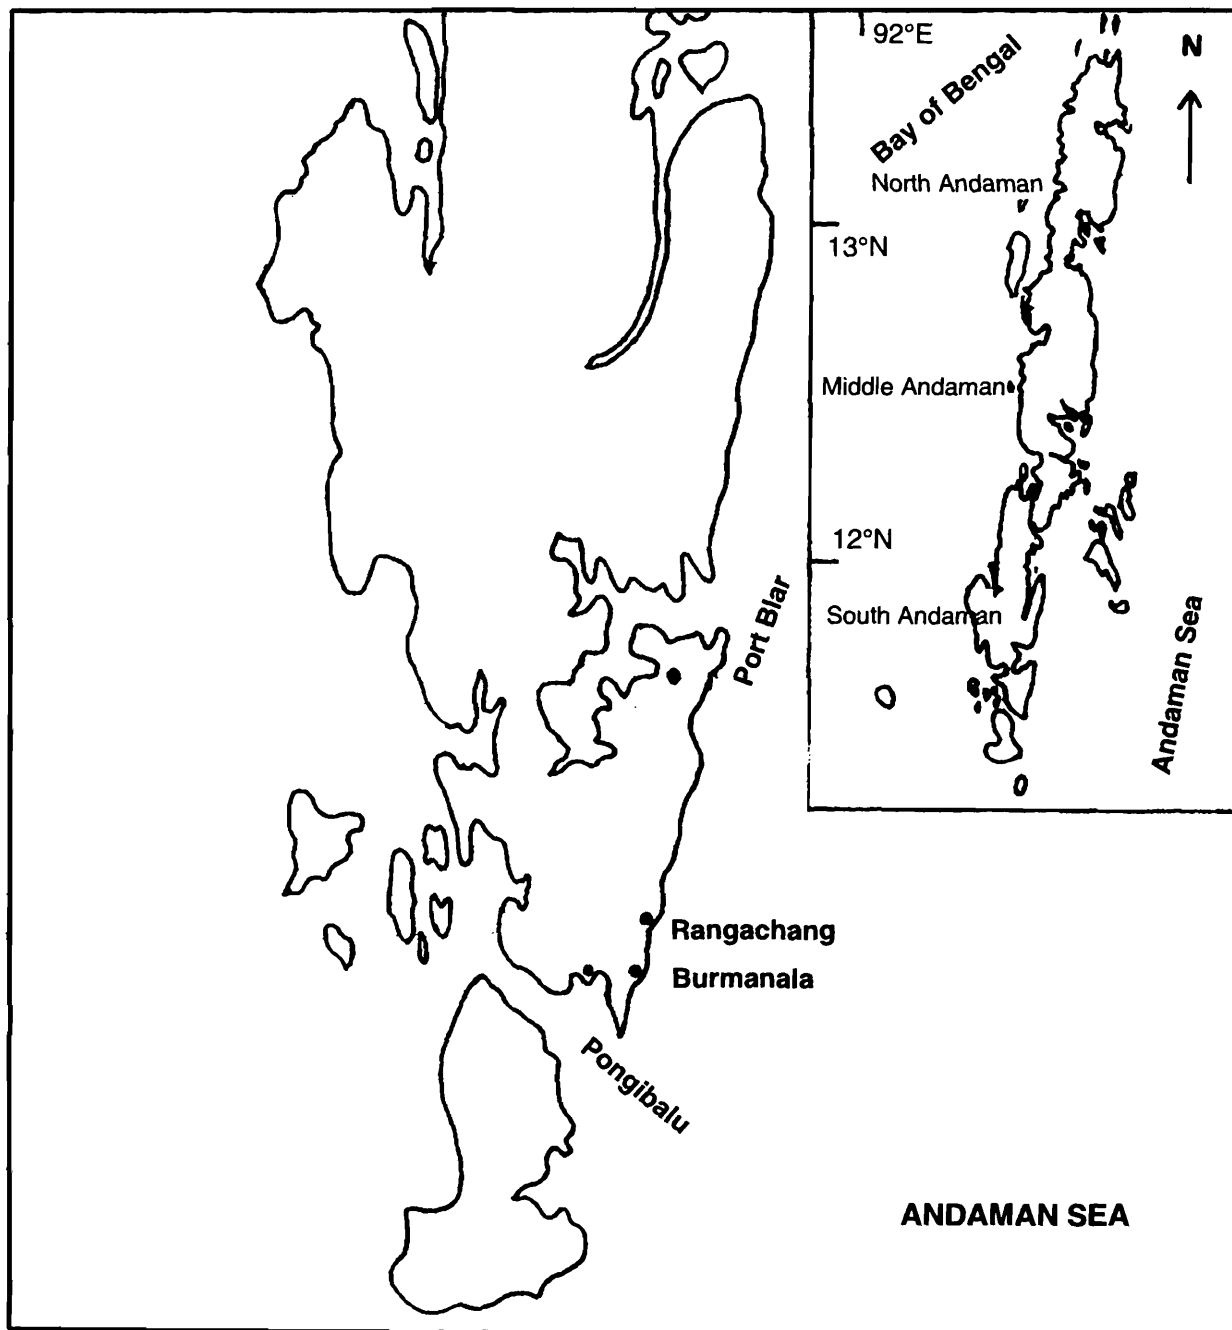 92°E
N
Bay of Bengal
North Andaman
13°N
Middle Andaman
12°N
South Andaman
Andaman Sea
Port Blar
Rangachang
Burmanala
Pongibalu
ANDAMAN SEA